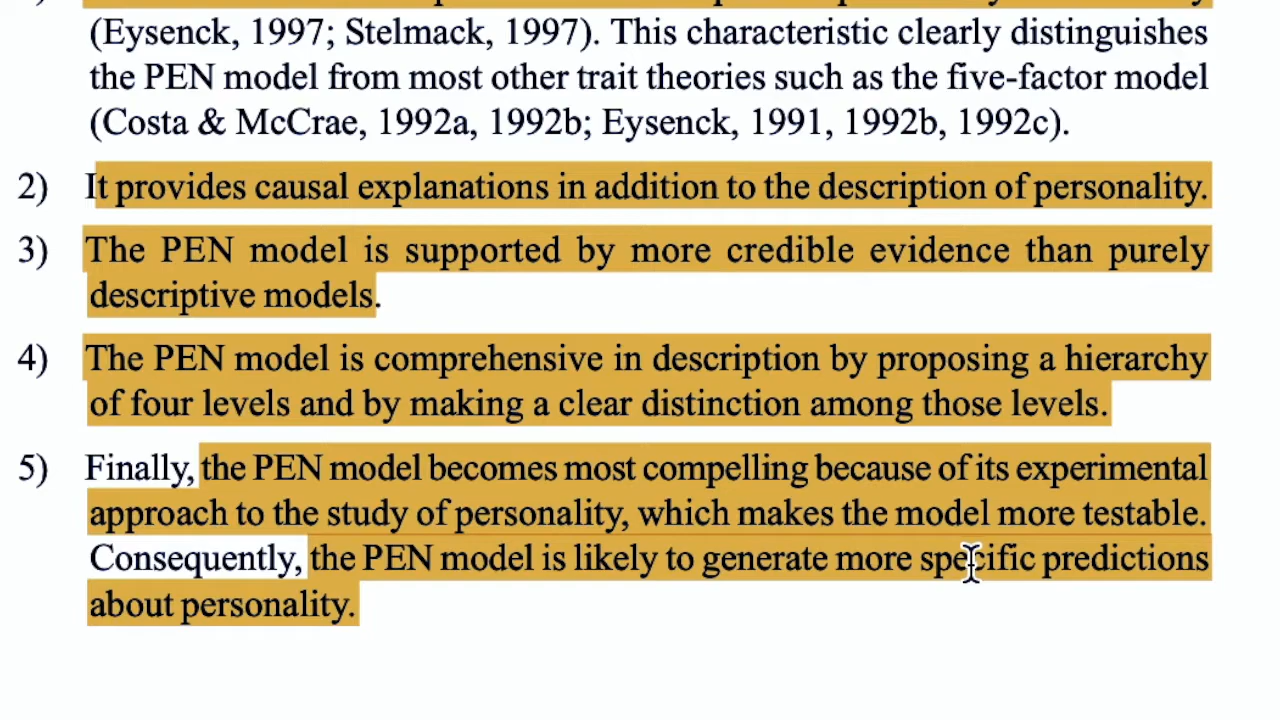 (Eysenck, 1997; Stelmack, 1997). This characteristic clearly distinguishes
the PEN model from most other trait theories such as the five-factor model
(Costa & McCrae, 1992a, 1992b; Eysenck, 1991, 1992b, 1992c).
2) It provides causal explanations in addition to the description of personality.
3) The PEN model is supported by more credible evidence than purely
descriptive models.
4) The PEN model is comprehensive in description by proposing a hierarchy
of four levels and by making a clear distinction among those levels.
5) Finally, the PEN model becomes most compelling because of its experimental
approach to the study of personality, which makes the model more testable.
Consequently, the PEN model is likely to generate more specific predictions
about personality.